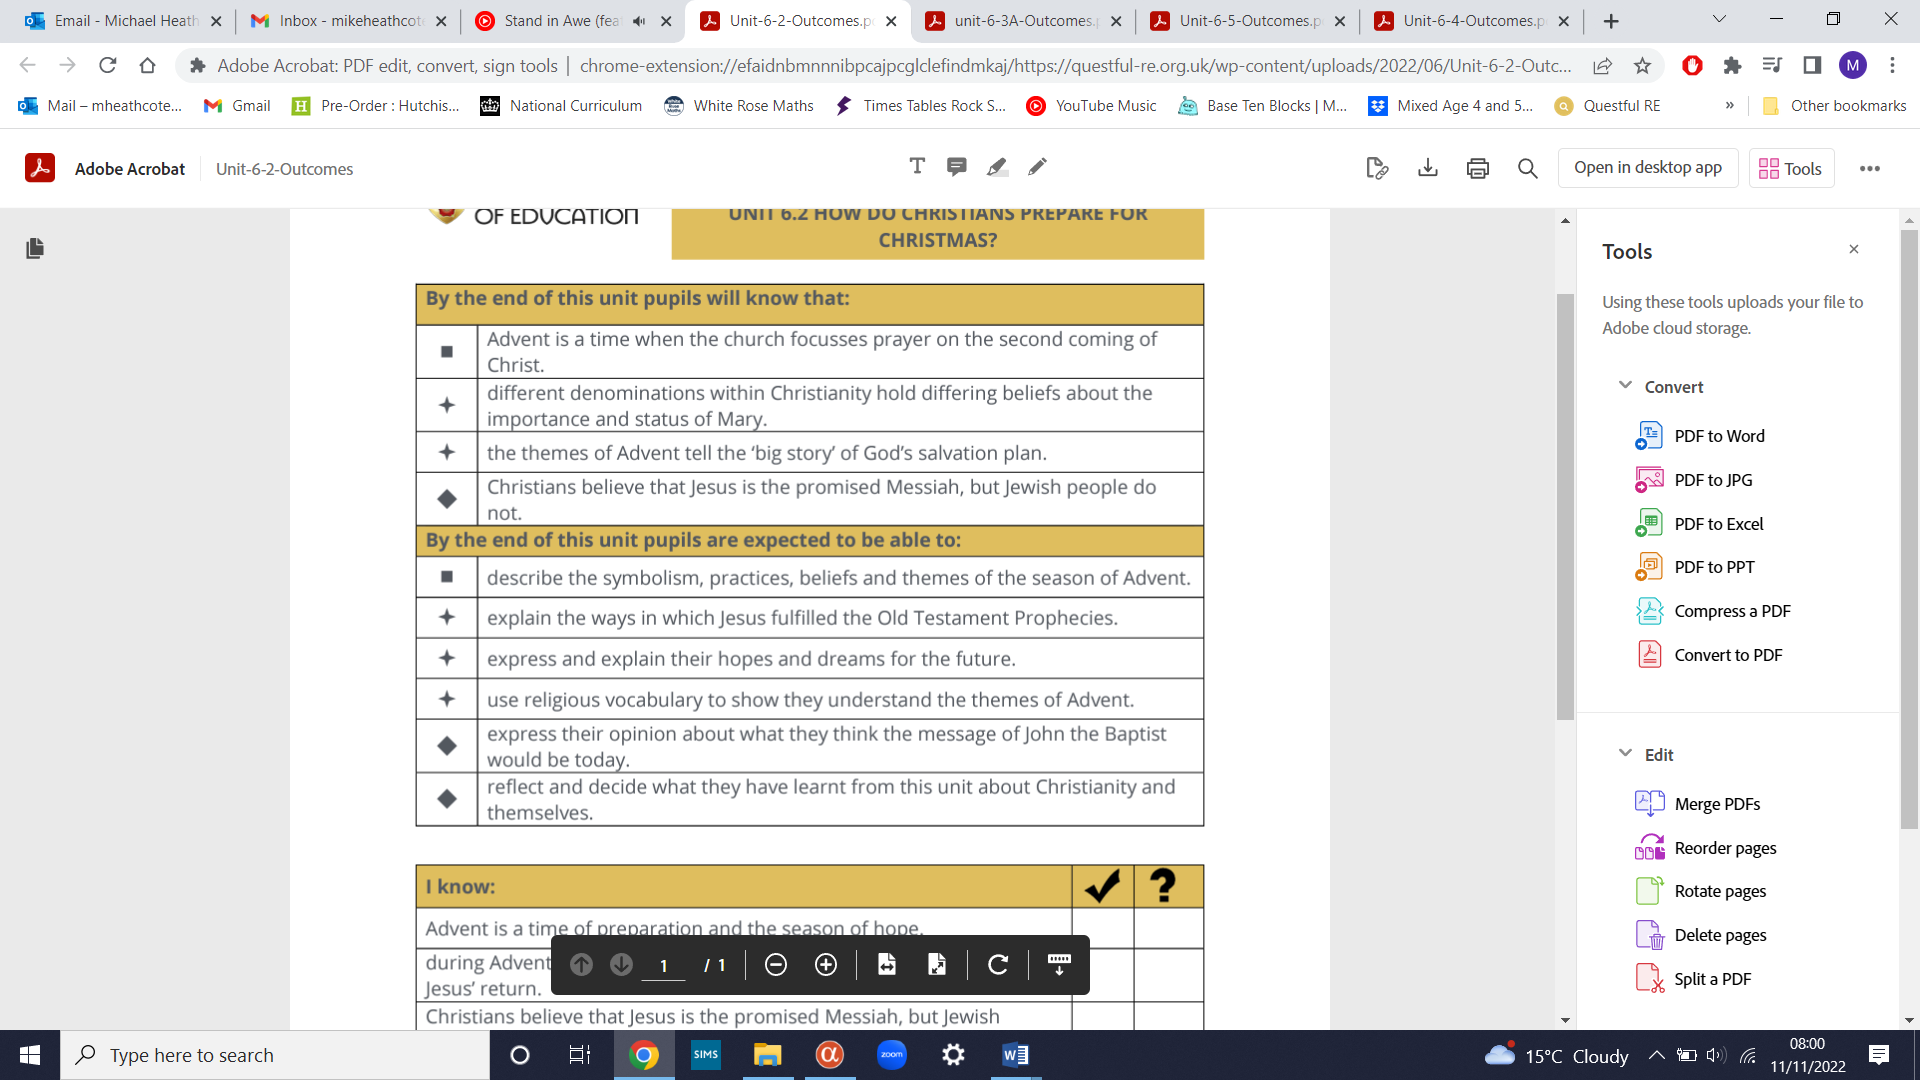 Email - Michael Heath
Inbox - mikeheathcot
Stand in Awe (fea
Unit-6-2-Outcomes.p
unit-6-3A-Outcomes.
Unit-6-5-Outcomes.p
Unit-6-4-Outcomes.p
Adobe Acrobat: PDF edit, convert, sign tools | chrome-extension://efaidnbmnnnibpcajpcglclefindmkaj/https://questful-re.org.uk/wp-content/uploads/2022/06/Unit-6-2-Outc...
M
Mail – mheathcote...
Gmail
Pre-Order : Hutchis...
National Curriculum
White Rose Maths
Times Tables Rock S...
YouTube Music
Base Ten Blocks | M...
Mixed Age 4 and 5...
Questful RE
»
Other bookmarks
Adobe Acrobat
Unit-6-2-Outcomes
Open in desktop app
Tools
OF EDUCATION
UNIT 6.2 HOW DO CHRISTIANS PREPARE FOR
CHRISTMAS?
By the end of this unit pupils will know that:
Advent is a time when the church focusses prayer on the second coming of
Christ.
different denominations within Christianity hold differing beliefs about the
importance and status of Mary.
the themes of Advent tell the ‘big story’ of God’s salvation plan.
Christians believe that Jesus is the promised Messiah, but Jewish people do
not.
By the end of this unit pupils are expected to be able to:
describe the symbolism, practices, beliefs and themes of the season of Advent.
explain the ways in which Jesus fulfilled the Old Testament Prophecies.
express and explain their hopes and dreams for the future.
use religious vocabulary to show they understand the themes of Advent.
express their opinion about what they think the message of John the Baptist
would be today.
reflect and decide what they have learnt from this unit about Christianity and
themselves.
I know:
?
Advent is a time of preparation and the season of hope.
during Advent
Jesus’ return.
Christians believe that Jesus is the promised Messiah, but Jewish
1 / 1
Tools
Using these tools uploads your file to
Adobe cloud storage.
Convert
PDF to Word
PDF to JPG
PDF to Excel
PDF to PPT
Compress a PDF
Convert to PDF
Edit
Merge PDFs
Reorder pages
Rotate pages
Delete pages
Split a PDF
Type here to search
SIMS
zoom
15°C Cloudy
08:00
11/11/2022